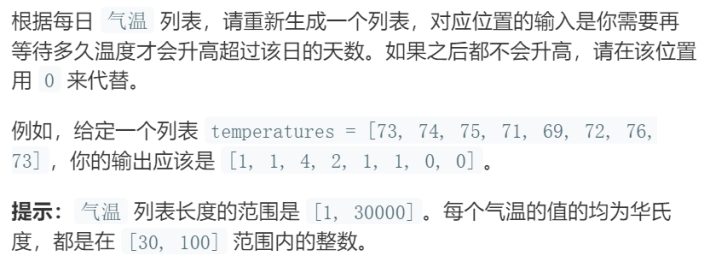 根据每日 气温 列表，请重新生成一个列表，对应位置的输入是你需要再
等待多久温度才会升高超过该日的天数。如果之后都不会升高，请在该位置
用 0 来代替。
例如，给定一个列表 temperatures = [73, 74, 75, 71, 69, 72, 76,
73]，你的输出应该是 [1, 1, 4, 2, 1, 1, 0, 0]。
提示：气温 列表长度的范围是 [1, 30000]。每个气温的值的均为华氏
度，都是在 [30, 100] 范围内的整数。